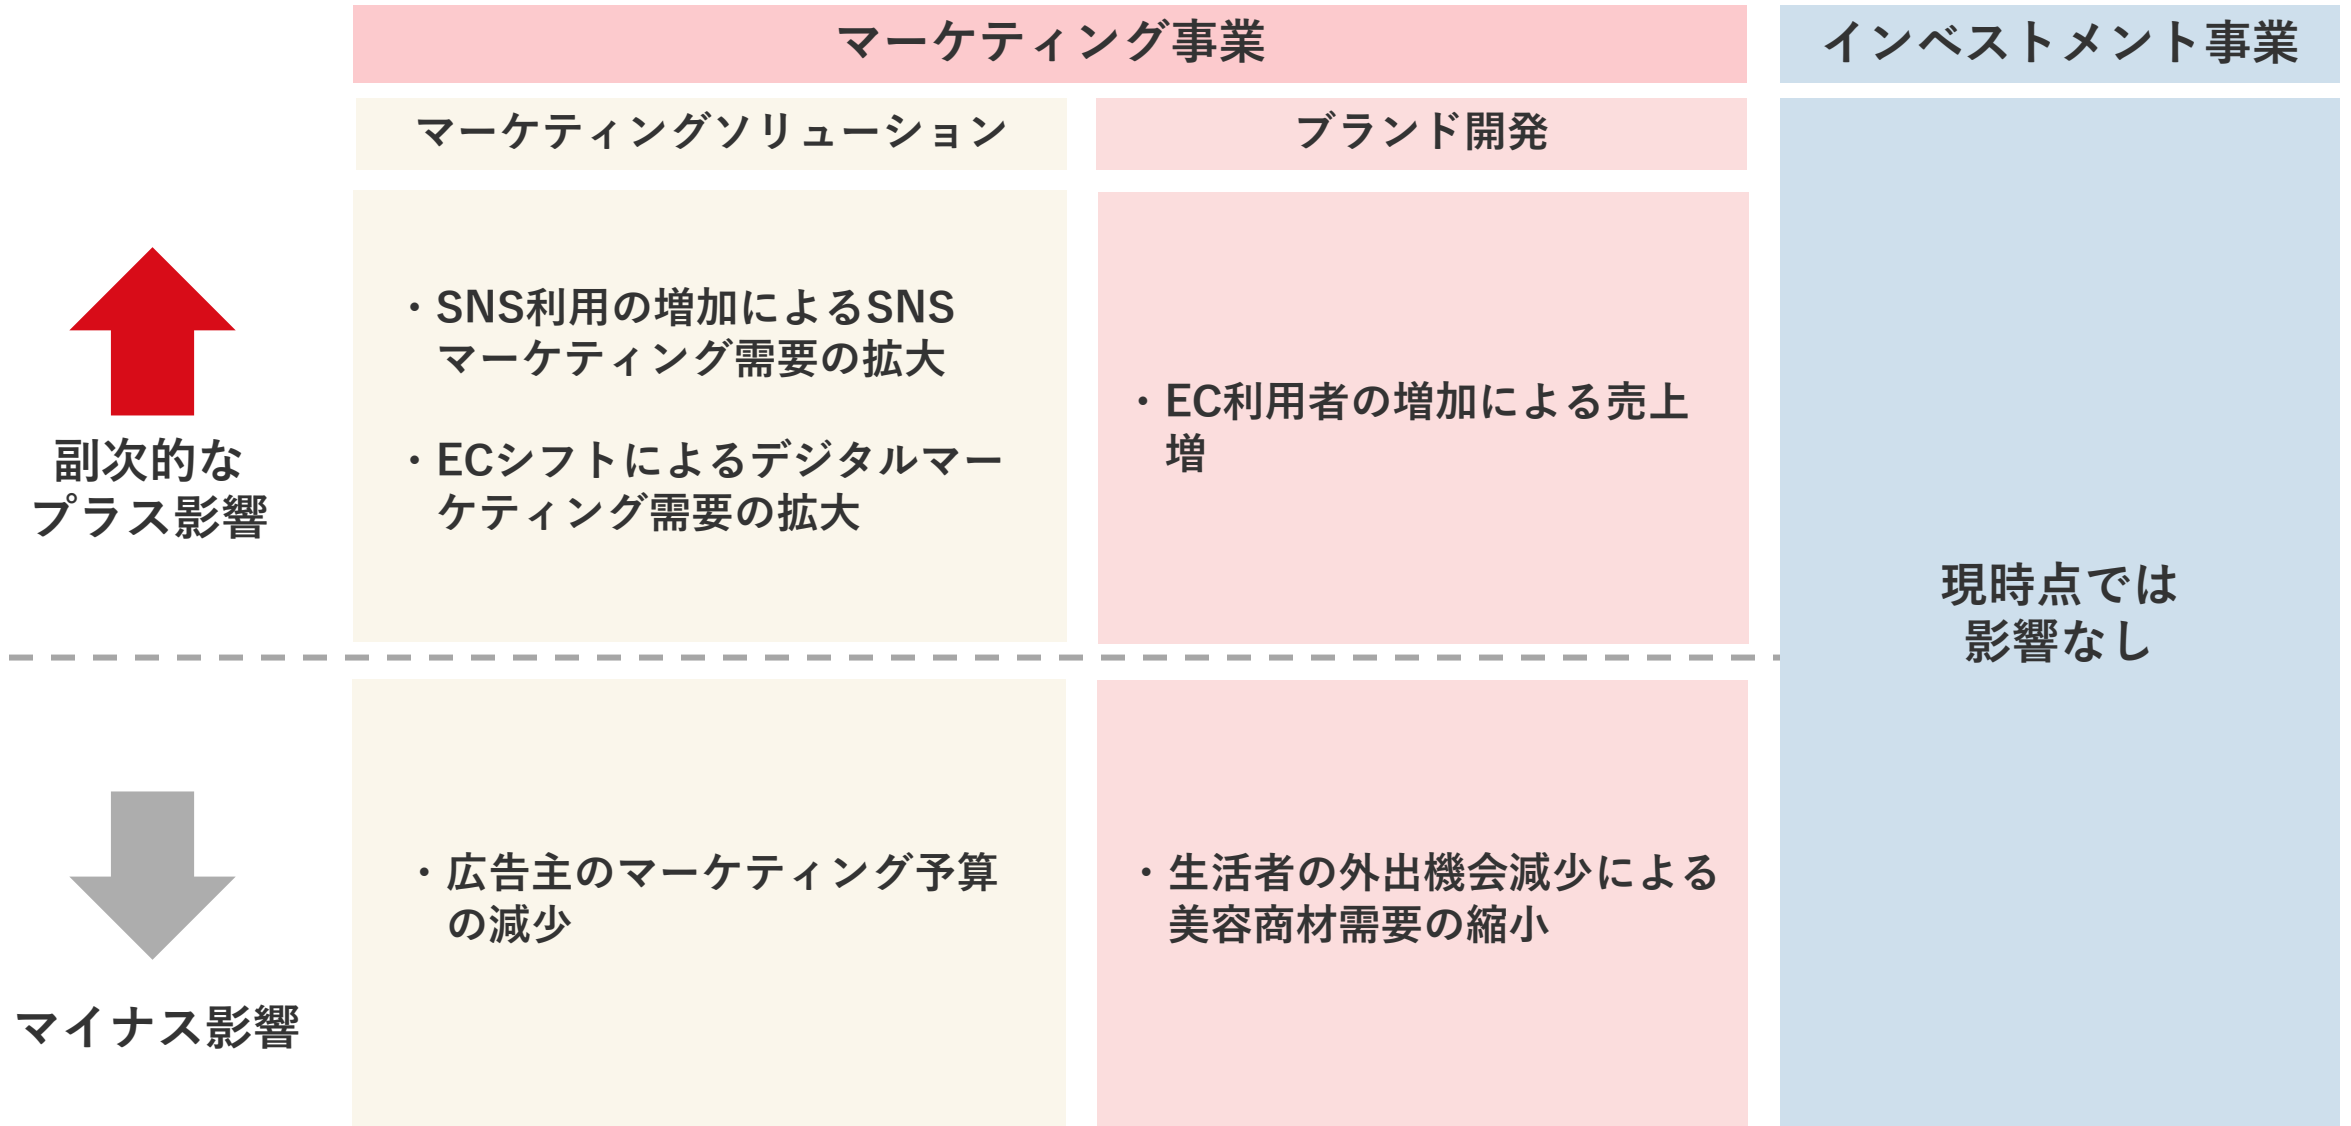 マーケティング事業
インベストメント事業
マーケティングソリューション
ブランド開発
副次的な
プラス影響
・SNS利用の増加によるSNS
マーケティング需要の拡大
・ECシフトによるデジタルマー
ケティング需要の拡大
・EC利用者の増加による売上
増
現時点では
影響なし
マイナス影響
・広告主のマーケティング予算
の減少
・生活者の外出機会減少による
美容商材需要の縮小